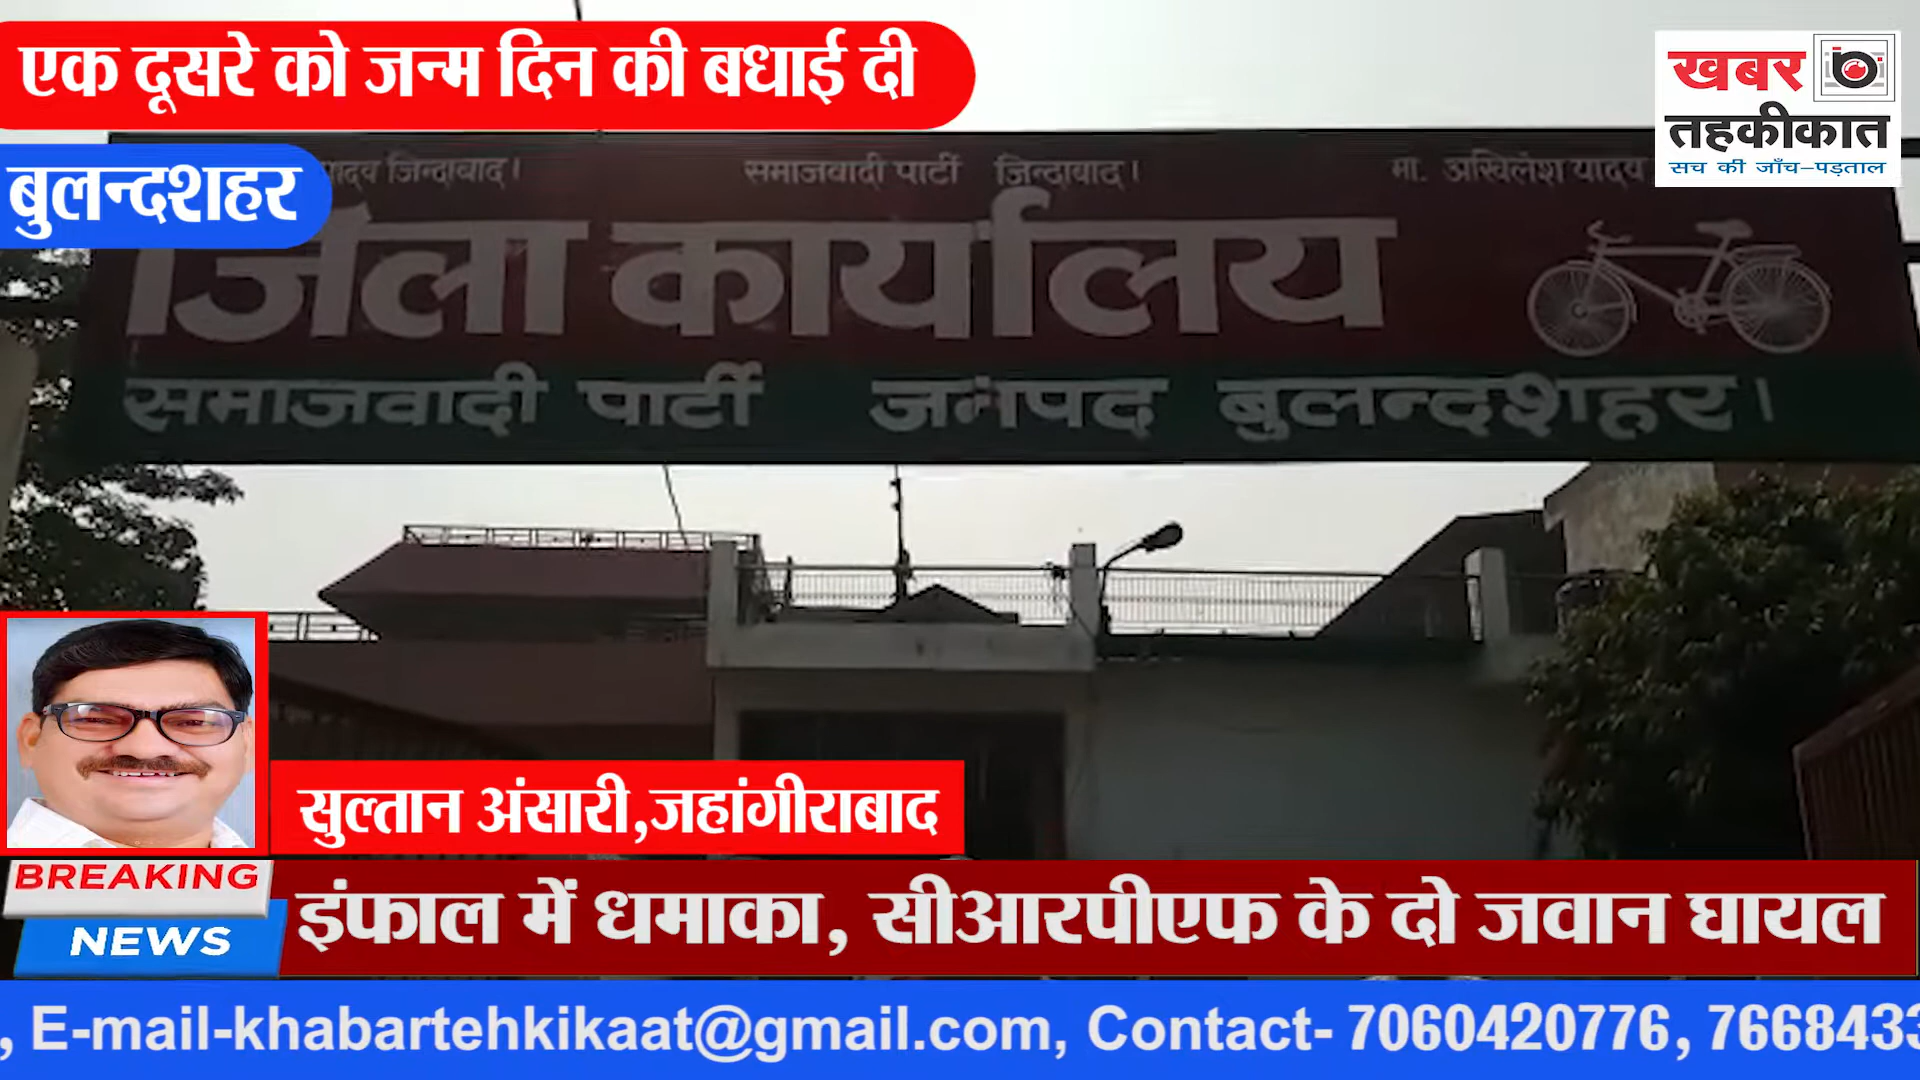 एक दूसरे को जन्म दिन की बधाई दी
खबर
तहकीकात
सच की जाँच-पड़ताल
बुलन्दशहर
यादव जिन्दाबाद। समाजवादी पार्टी जिन्दाबाद। मा. अखिलेश यादव
जिला कार्यालय
समाजवादी पार्टी जनपद बुलन्दशहर।
सुल्तान अंसारी,जहांगीराबाद
BREAKING
NEWS
इंफाल में धमाका, सीआरपीएफ के दो जवान घायल
, E-mail-khabartehkikaat@gmail.com, Contact- 7060420776, 7668433